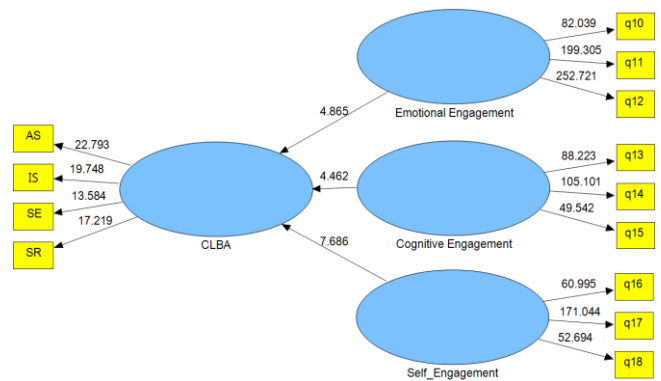 82.039
q10
199.305
q11
252.721
q12
Emotional Engagement
4.865
AS
22.793
IS
19.748
SE
13.584
SR
17.219
CLBA
4.462
88.223
q13
105.101
q14
49.542
q15
Cognitive Engagement
7.686
60.995
q16
171.044
q17
52.694
q18
Self_Engagement